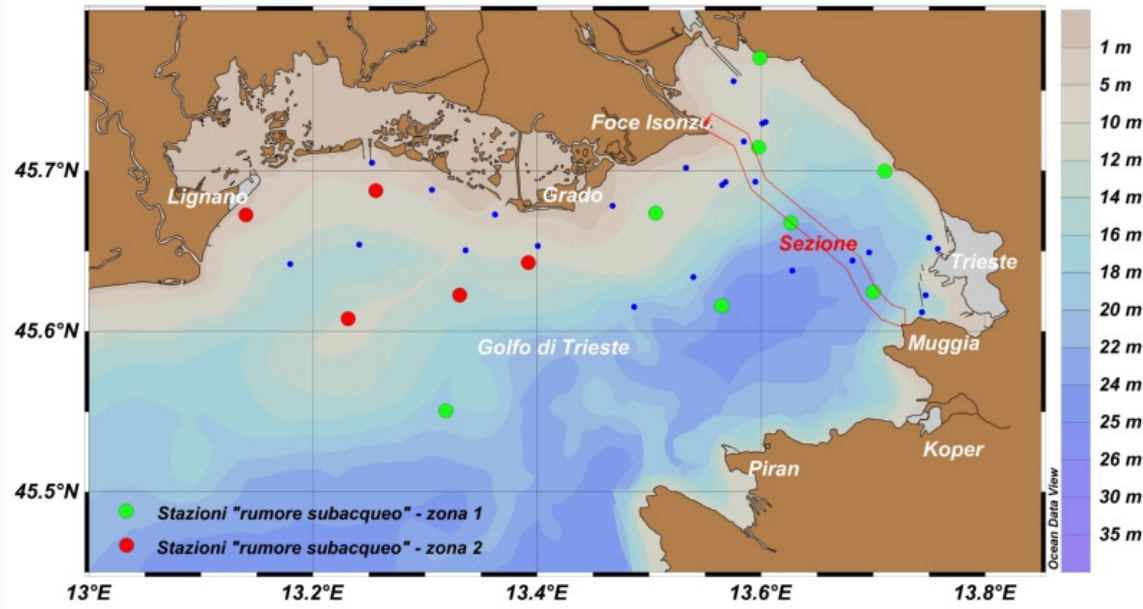 1 m
5 m
10 m
12 m
14 m
16 m
18 m
20 m
22 m
24 m
26 m
30 m
35 m
Foce Isonzo
45.7°N
Lignano
Grado
Sezione
Trieste
45.6°N
Golfo di Trieste
Muggia
Koper
Piran
45.5°N
Stazioni "rumore subacqueo" - zona 1
Stazioni "rumore subacqueo" - zona 2
Ocean Data View
13°E
13.2°E
13.4°E
13.6°E
13.8°E